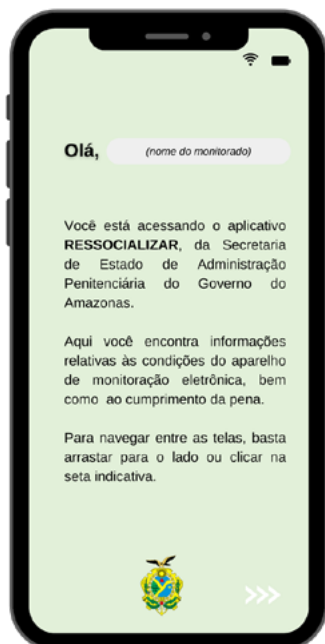 Olá, (nome do monitorado)
Você está acessando o aplicativo
RESSOCIALIZAR, da Secretaria
de Estado de Administração
Penitenciária do Governo do
Amazonas.
Aqui você encontra informações
relativas às condições do aparelho
de monitoração eletrônica, bem
como ao cumprimento da pena.
Para navegar entre as telas, basta
arrastar para o lado ou clicar na
seta indicativa.